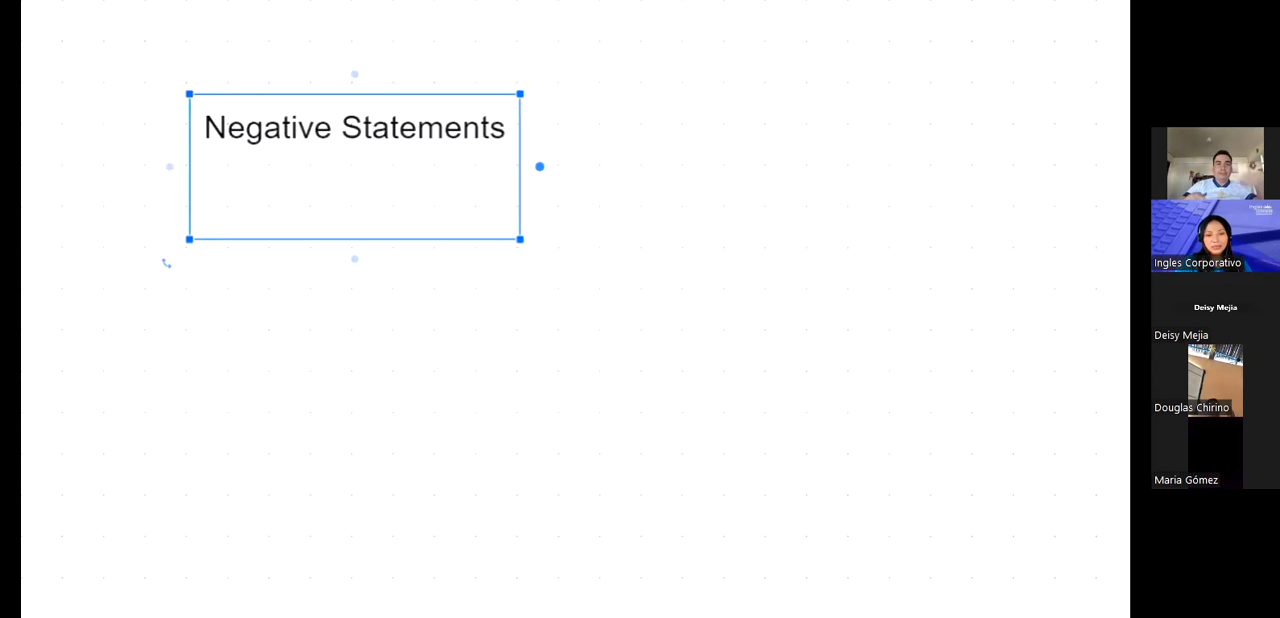 Negative Statements
Ingles Corporativo
Deisy Mejia
Deisy Mejia
Douglas Chirino
Maria Gómez